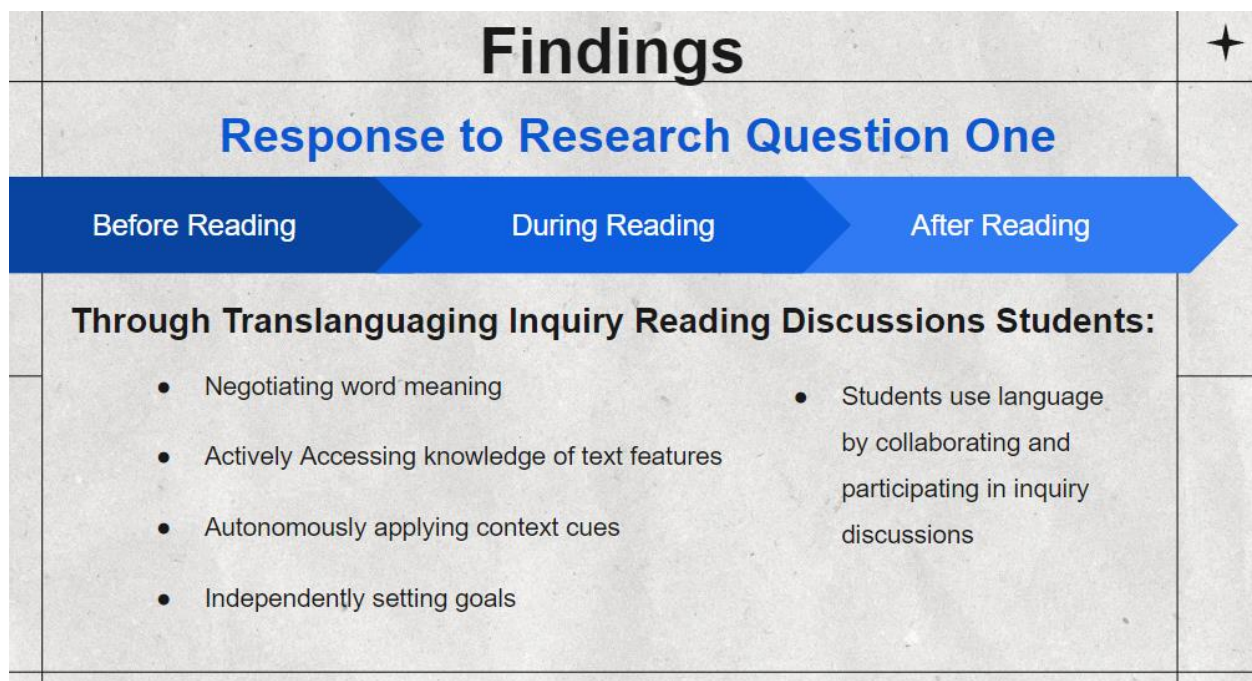 Findings
Response to Research Question One
Before Reading
During Reading
After Reading
Through Translanguaging Inquiry Reading Discussions Students:
● Negotiating word meaning
● Actively Accessing knowledge of text features
● Autonomously applying context cues
● Independently setting goals
● Students use language
by collaborating and
participating in inquiry
discussions